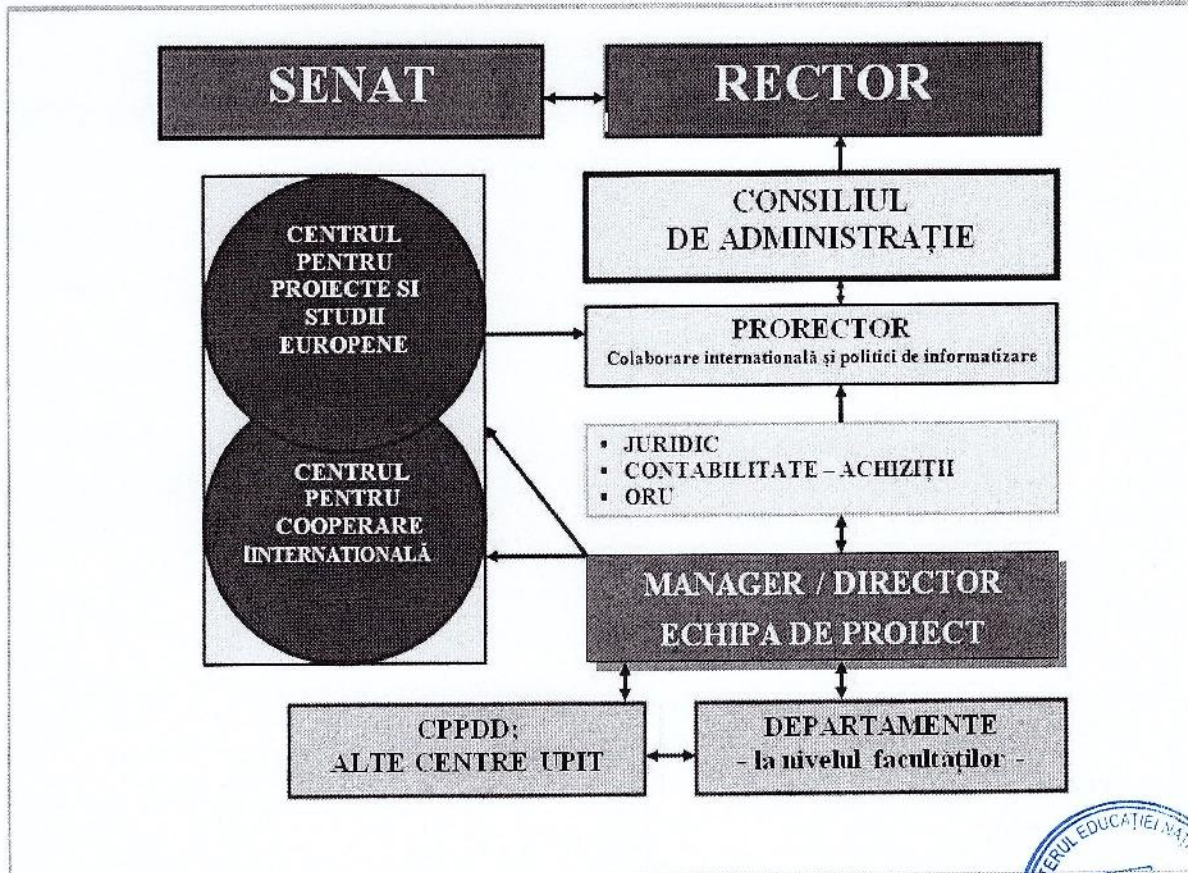 SENAT
RECTOR
CONSILIUL
DE ADMINISTRAȚIE
CENTRUL
PENTRU
PROIECTE SI
STUDII
EUROPENE
PRORECTOR
Colaborare internatională și politici de informatizare
▪ JURIDIC
▪ CONTABILITATE – ACHIZIȚII
▪ ORU
CENTRUL
PENTRU
COOPERARE
IINTERNATIONALĂ
MANAGER / DIRECTOR
ECHIPA DE PROIECT
CPPDD;
ALTE CENTRE UPIT
DEPARTAMENTE
- la nivelul facultăților -
EDUCAȚIEI